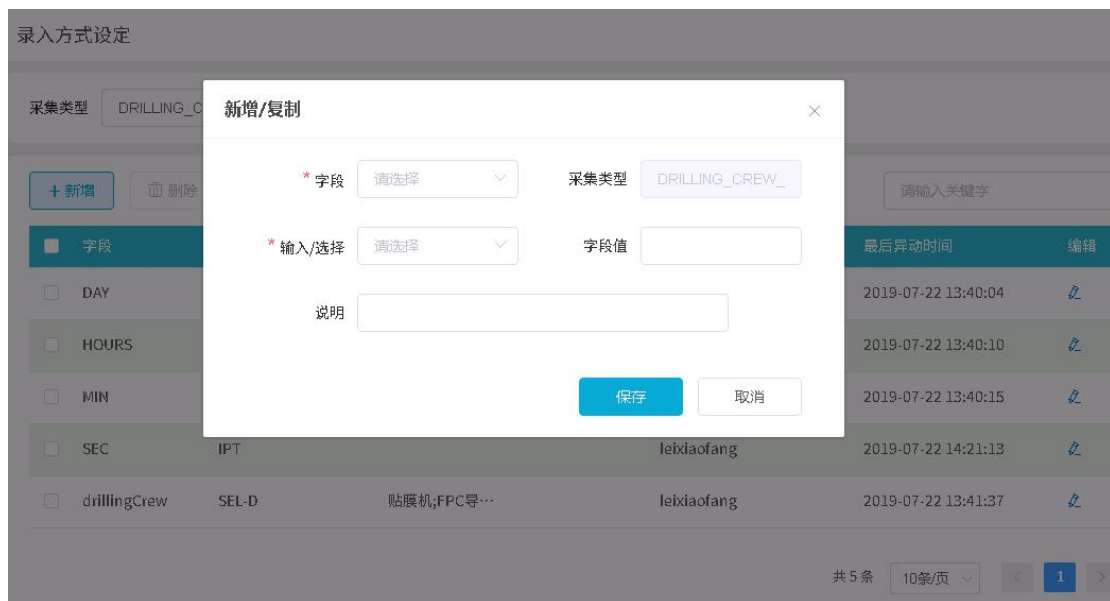 录入方式设定
采集类型 DRILLING_C
新增/复制
* 字段 请选择 采集类型 DRILLING_CREW_
+ 新增 删除 请输入关键字
* 输入/选择 请选择 字段值
字段 最后异动时间 编辑
DAY 2019-07-22 13:40:04
说明
HOURS 2019-07-22 13:40:10
MIN 2019-07-22 13:40:15
保存 取消
SEC IPT leixiaofang 2019-07-22 14:21:13
drillingCrew SEL-D 贴膜机;FPC导… leixiaofang 2019-07-22 13:41:37
共 5 条 10条/页 1